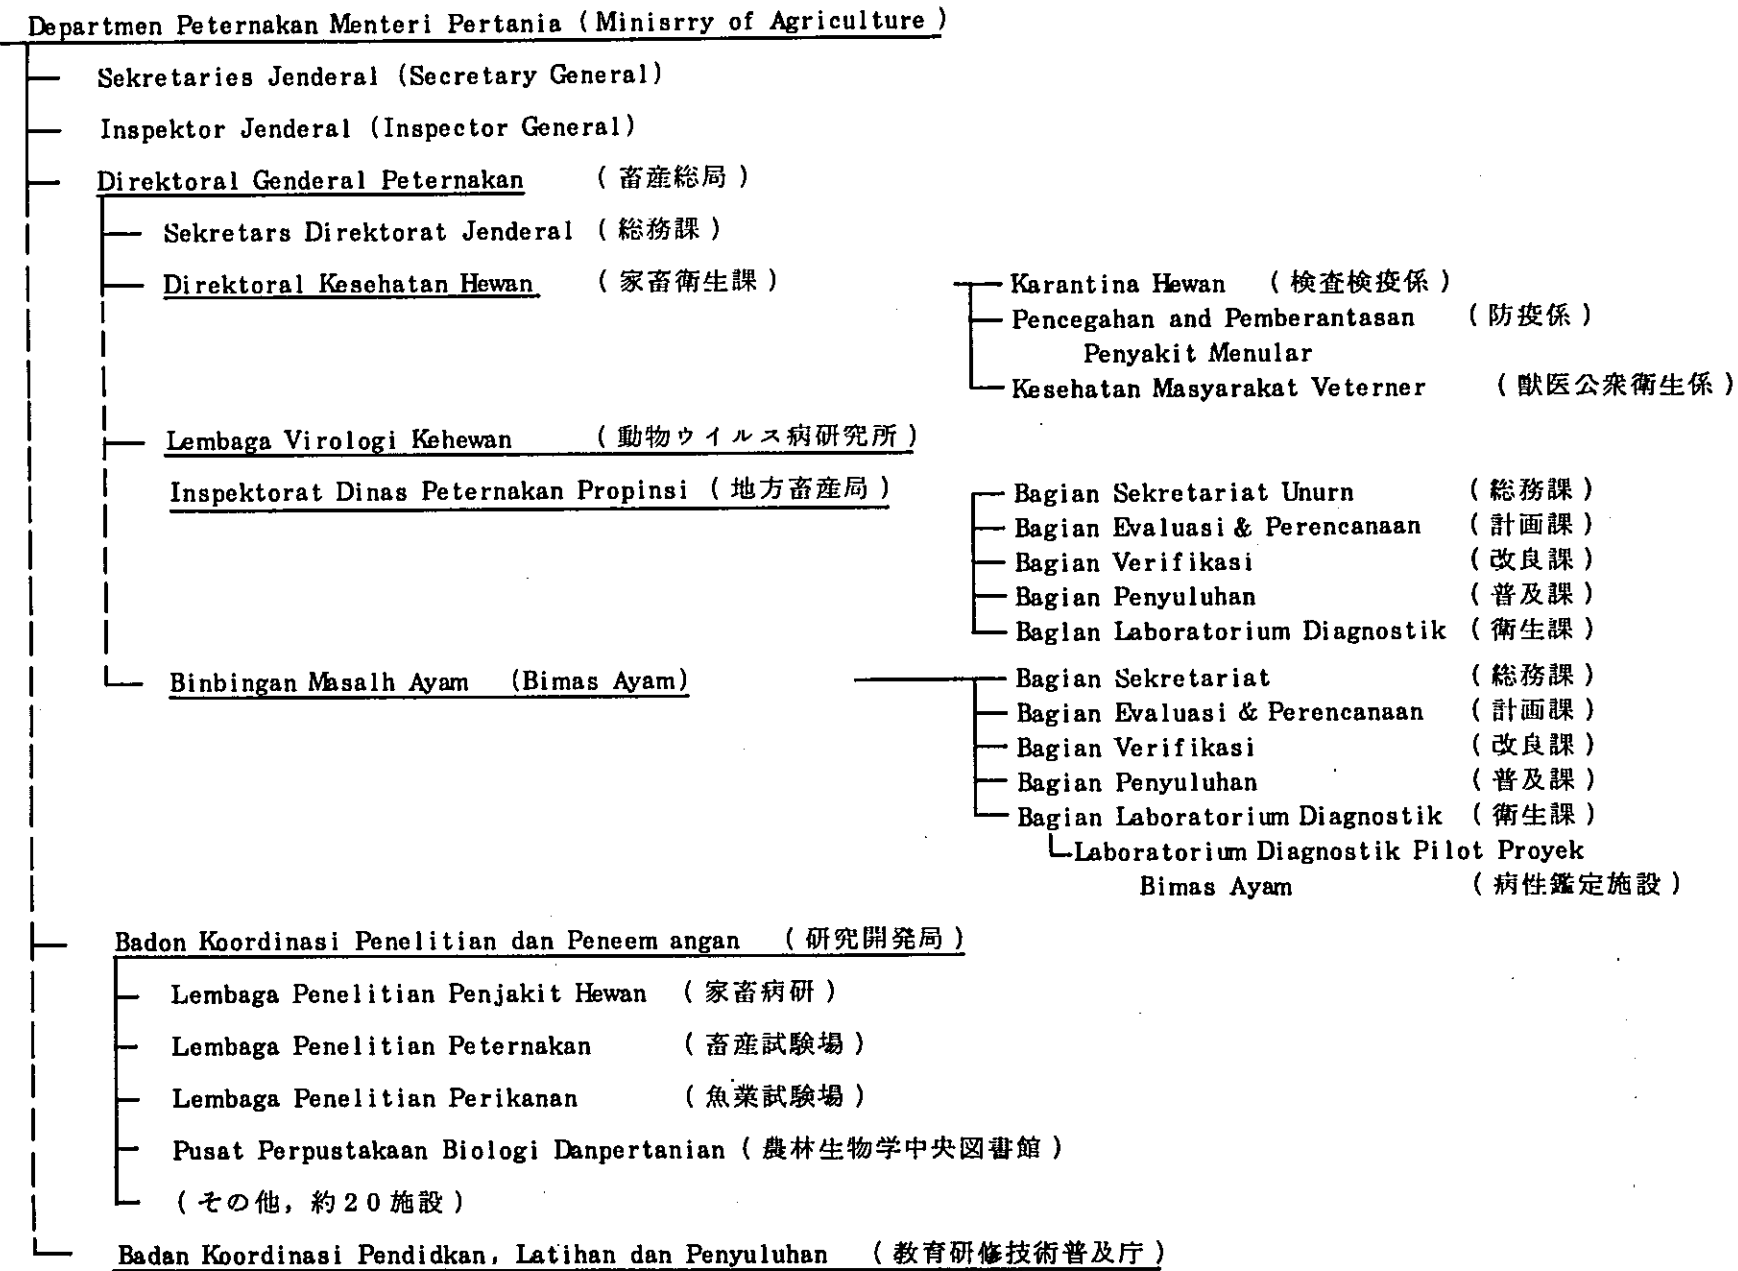 Departmen Peternakan Menteri Pertania ( Minisrry of Agriculture )
Sekretaries Jenderal (Secretary General)
Inspektor Jenderal (Inspector General)
Direktoral Genderal Peternakan ( 畜産総局 )
Sekretars Direktorat Jenderal ( 総務課 )
Direktoral Kesehatan Hewan ( 家畜衛生課 )
Karantina Hewan ( 検査検疫係 )
Pencegahan and Pemberantasan ( 防疫係 )
Penyakit Menular
Kesehatan Masyarakat Veterner ( 獣医公衆衛生係 )
Lembaga Virologi Kehewan ( 動物ウイルス病研究所 )
Inspektorat Dinas Peternakan Propinsi ( 地方畜産局 )
Bagian Sekretariat Unurn ( 総務課 )
Bagian Evaluasi & Perencanaan ( 計画課 )
Bagian Verifikasi ( 改良課 )
Bagian Penyuluhan ( 普及課 )
Baglan Laboratorium Diagnostik ( 衛生課 )
Binbingan Masalh Ayam (Bimas Ayam)
Bagian Sekretariat ( 総務課 )
Bagian Evaluasi & Perencanaan ( 計画課 )
Bagian Verifikasi ( 改良課 )
Bagian Penyuluhan ( 普及課 )
Bagian Laboratorium Diagnostik ( 衛生課 )
Laboratorium Diagnostik Pilot Proyek
Bimas Ayam ( 病性鑑定施設 )
Badon Koordinasi Penelitian dan Peneem angan ( 研究開発局 )
Lembaga Penelitian Penjakit Hewan ( 家畜病研 )
Lembaga Penelitian Peternakan ( 畜産試験場 )
Lembaga Penelitian Perikanan ( 魚業試験場 )
Pusat Perpustakaan Biologi Danpertanian ( 農林生物学中央図書館 )
( その他, 約20施設 )
Badan Koordinasi Pendidkan, Latihan dan Penyuluhan ( 教育研修技術普及庁 )